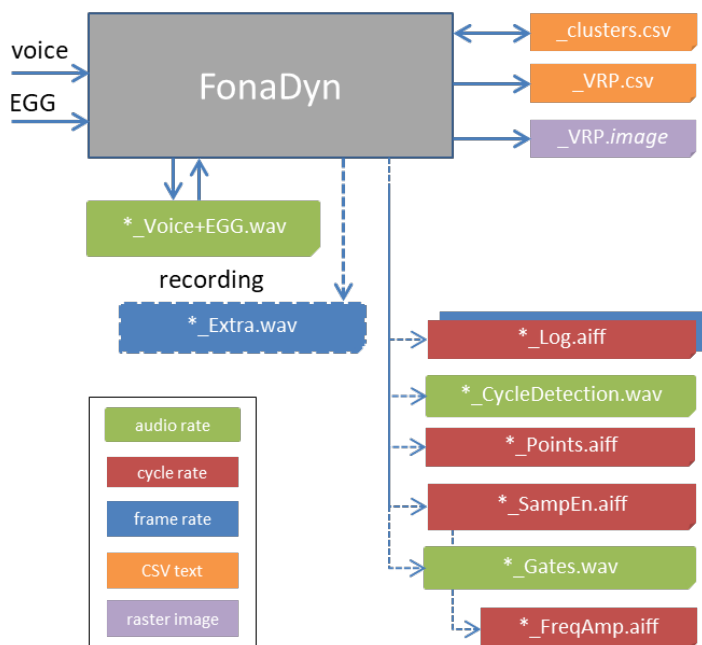 voice
EGG
FonaDyn
_clusters.csv
_VRP.csv
_VRP.image
*_Voice+EGG.wav
recording
*_Extra.wav
*_Log.aiff
*_CycleDetection.wav
*_Points.aiff
*_SampEn.aiff
*_Gates.wav
*_FreqAmp.aiff
audio rate
cycle rate
frame rate
CSV text
raster image